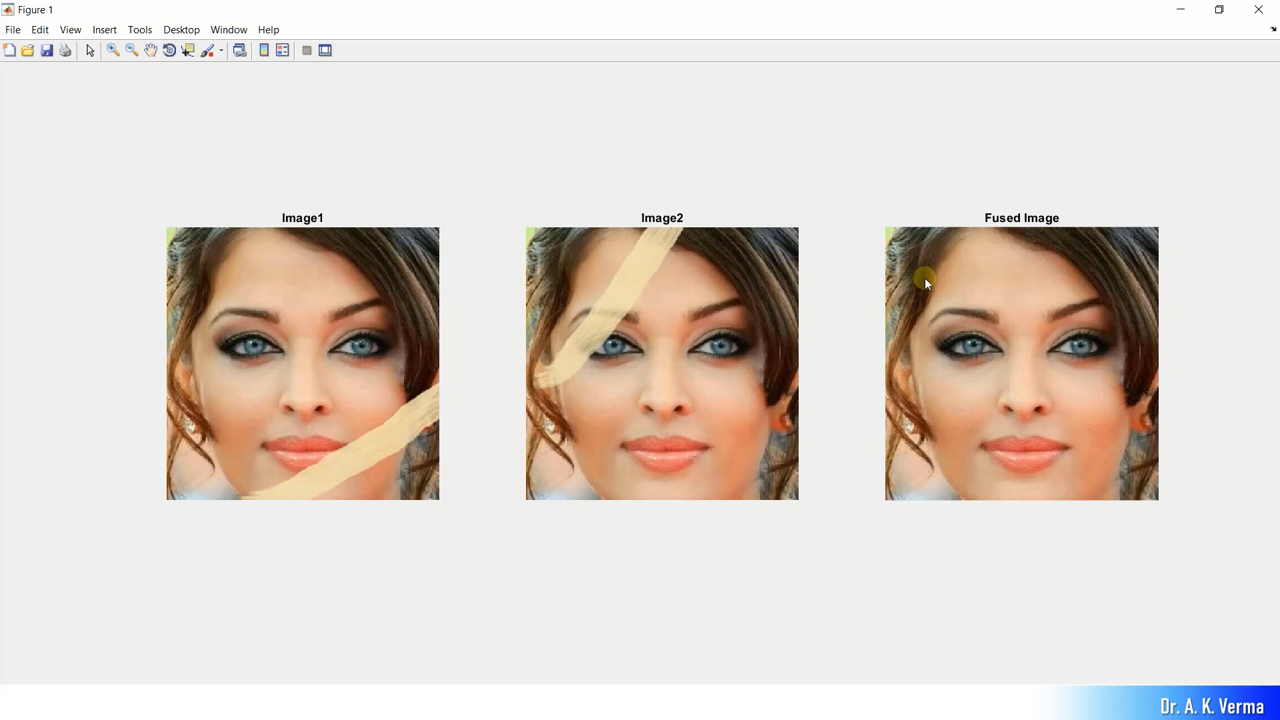 Figure 1
File Edit View Insert Tools Desktop Window Help
Image1 Image2 Fused Image
Dr. A. K. Verma